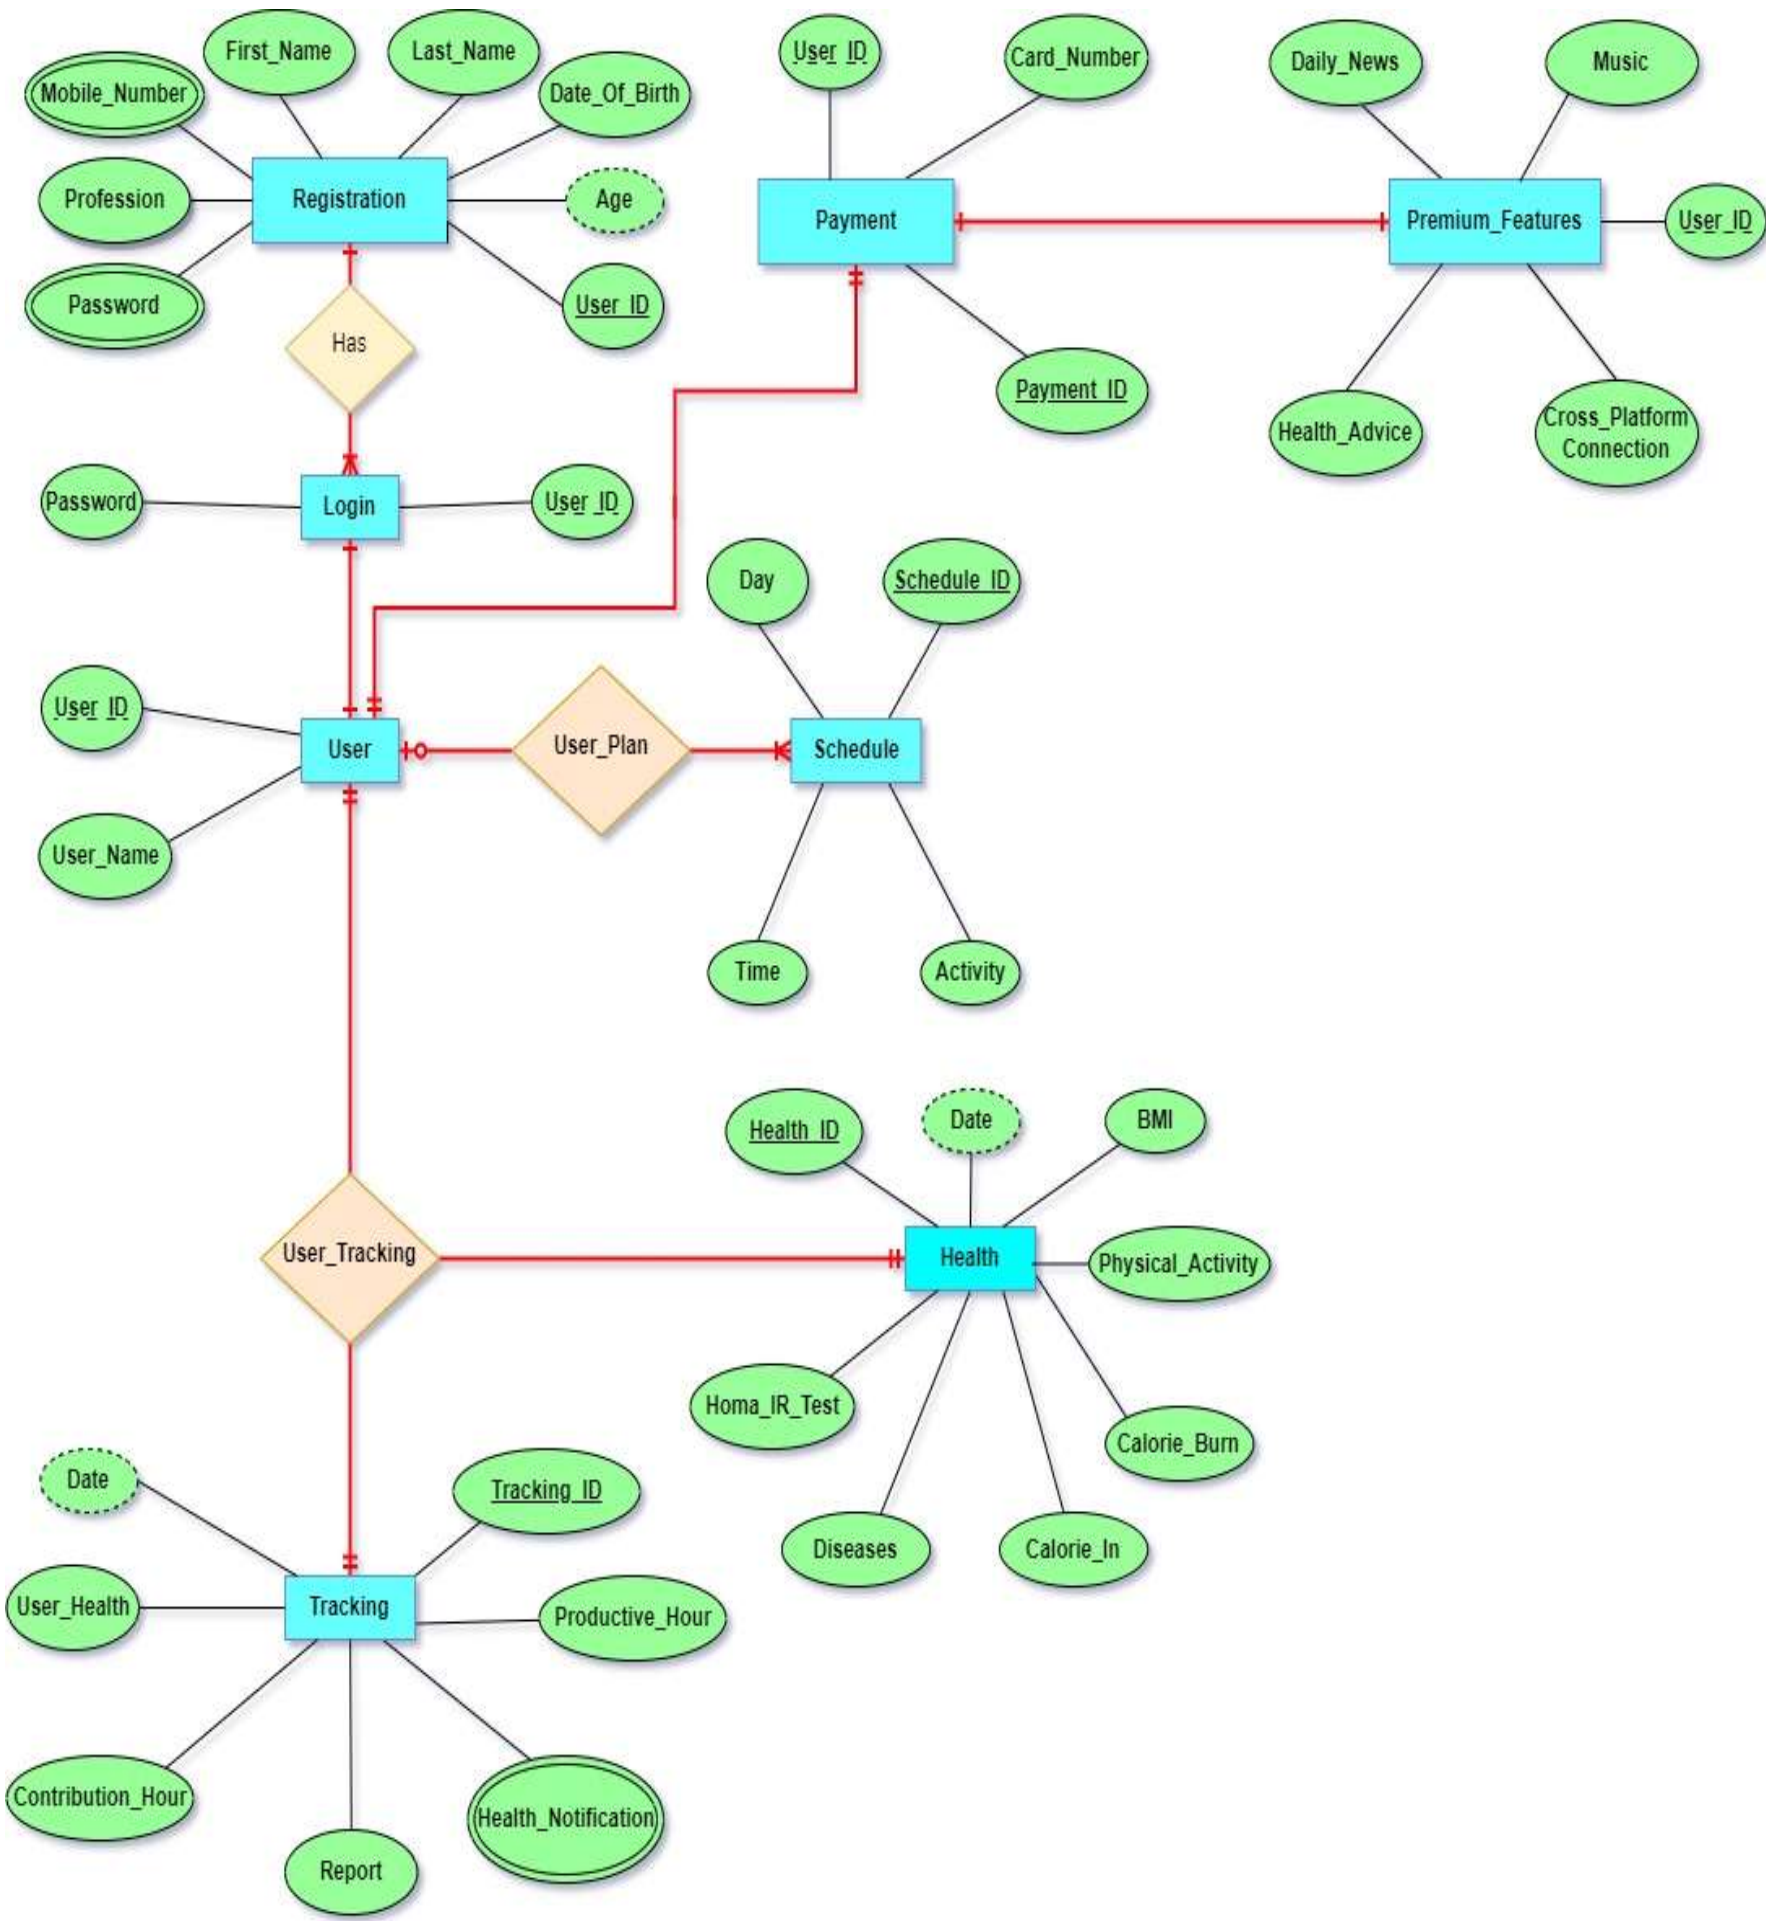 First_Name
Last_Name
Mobile_Number
Date_Of_Birth
Profession
Registration
Age
Password
User_ID
Has
Password
Login
User_ID
User_ID
Card_Number
Payment
Payment_ID
Daily_News
Music
Premium_Features
User_ID
Health_Advice
Cross_Platform
Connection
User_ID
User
User_Name
User_Plan
Day
Schedule_ID
Schedule
Time
Activity
User_Tracking
Health_ID
Date
BMI
Health
Physical_Activity
Homa_IR_Test
Calorie_Burn
Diseases
Calorie_In
Date
Tracking_ID
User_Health
Tracking
Productive_Hour
Contribution_Hour
Health_Notification
Report